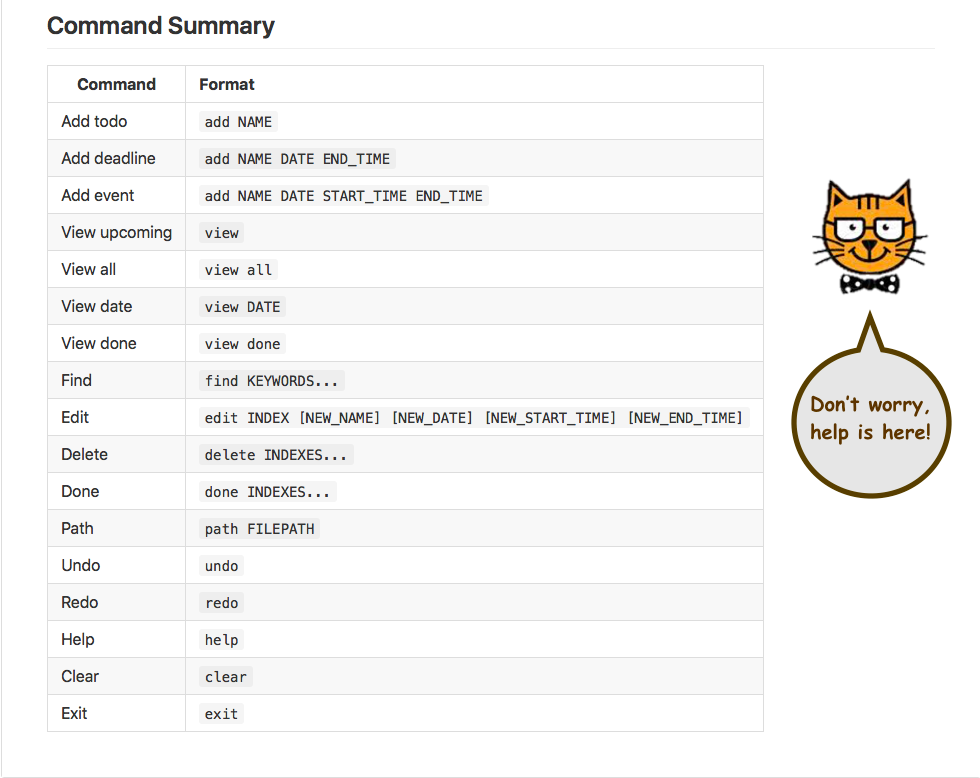 Command Summary
Command Format
Add todo add NAME
Add deadline add NAME DATE END_TIME
Add event add NAME DATE START_TIME END_TIME
View upcoming view
View all view all
View date view DATE
View done view done
Find find KEYWORDS...
Edit edit INDEX [NEW_NAME] [NEW_DATE] [NEW_START_TIME] [NEW_END_TIME]
Delete delete INDEXES...
Done done INDEXES...
Path path FILEPATH
Undo undo
Redo redo
Help help
Clear clear
Exit exit
Don't worry,
help is here!